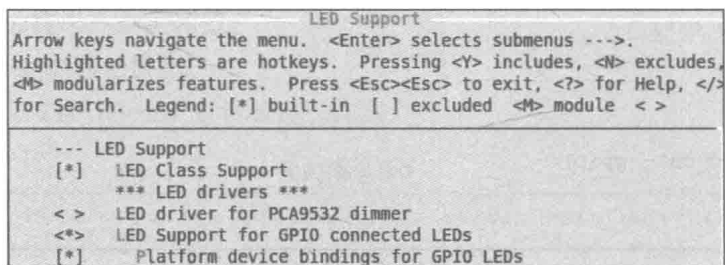 LED Support
Arrow keys navigate the menu.  <Enter> selects submenus --->.
Highlighted letters are hotkeys.  Pressing <Y> includes, <N> excludes,
<M> modularizes features.  Press <Esc><Esc> to exit, <?> for Help, </>
for Search.  Legend: [*] built-in  [ ] excluded  <M> module  < >
--- LED Support
[*]   LED Class Support
*** LED drivers ***
< >   LED driver for PCA9532 dimmer
<*>   LED Support for GPIO connected LEDs
[*]     Platform device bindings for GPIO LEDs